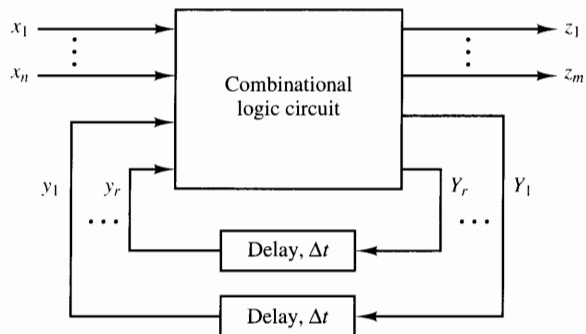 x₁
z₁
xₙ
zₘ
Combinational
logic circuit
y₁
yᵣ
Yᵣ
Y₁
Delay, Δt
Delay, Δt